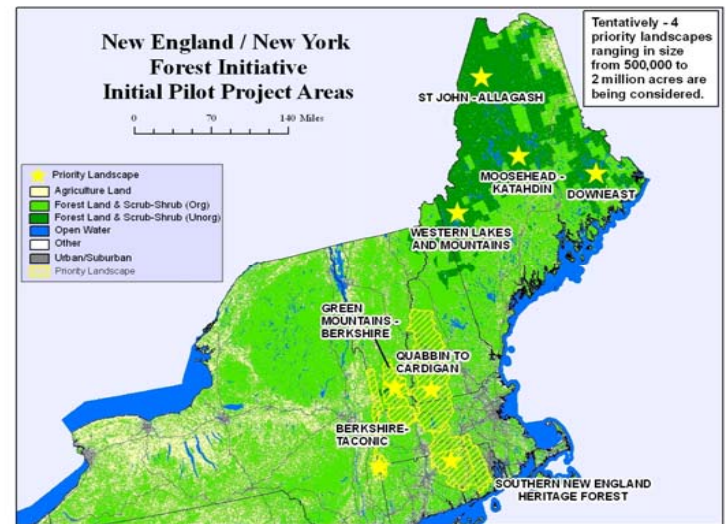 New England / New York
Forest Initiative
Initial Pilot Project Areas
0 70 140 Miles
Tentatively - 4
priority landscapes
ranging in size
from 500,000 to
2 million acres are
being considered.
Priority Landscape
Agriculture Land
Forest Land & Scrub-Shrub (Org)
Forest Land & Scrub-Shrub (Unorg)
Open Water
Other
Urban/Suburban
Priority Landscape
ST JOHN - ALLAGASH
MOOSEHEAD -
KATAHDIN
DOWNEAST
WESTERN LAKES
AND MOUNTAINS
GREEN
MOUNTAINS -
BERKSHIRE
QUABBIN TO
CARDIGAN
BERKSHIRE-
TACONIC
SOUTHERN NEW ENGLAND
HERITAGE FOREST